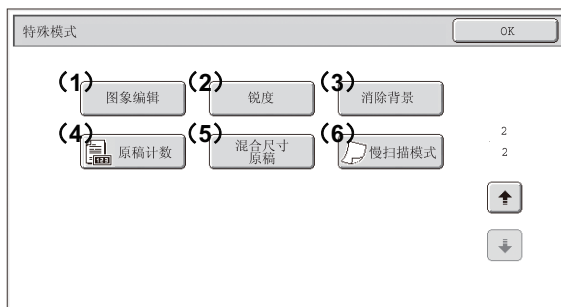 特殊模式
OK
(1) 图象编辑
(2) 锐度
(3) 消除背景
(4) 123 原稿计数
(5) 混合尺寸
原稿
(6) 慢扫描模式
2
2